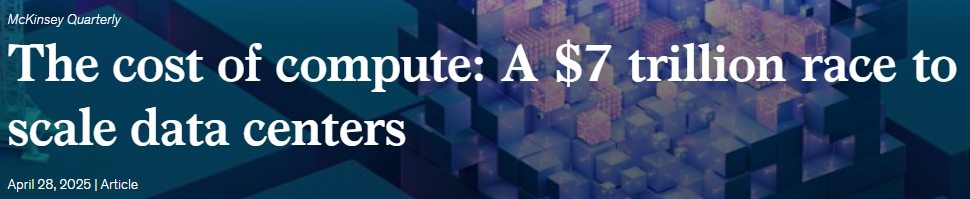 McKinsey Quarterly
The cost of compute: A $7 trillion race to
scale data centers
April 28, 2025 | Article